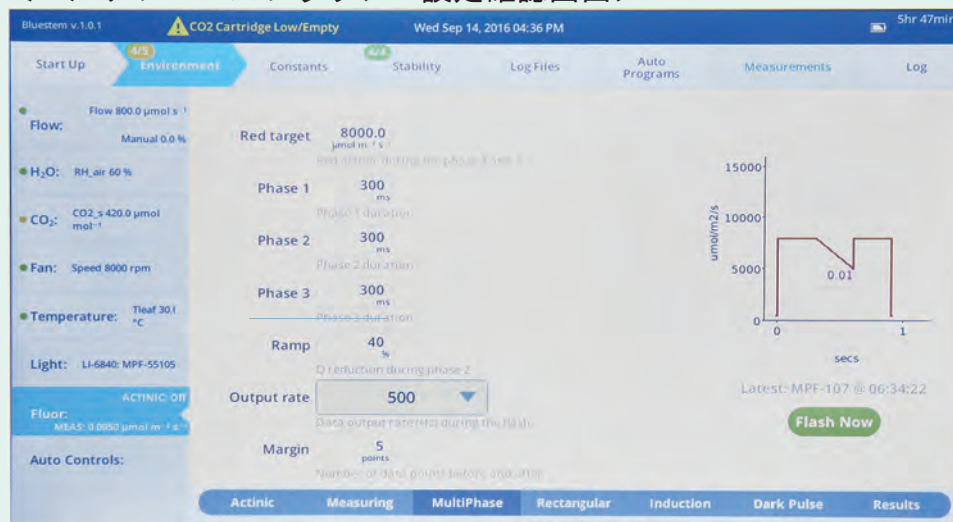 Bluestem v.1.0.1
CO2 Cartridge Low/Empty
Wed Sep 14, 2016 04:36 PM
5hr 47min
Start Up
4/5
Environment
Constants
4/4
Stability
Log Files
Auto
Programs
Measurements
Log
Flow:
Flow 800.0 µmol s⁻¹
Manual 0.0 %
H₂O: RH_air 60 %
CO₂: CO2_s 420.0 µmol
mol⁻¹
Fan: Speed 8000 rpm
Temperature: Tleaf 30.
°C
Light: LI-6840: MPF-55105
ACTINIC: Off
Fluor:
MEAS: 0.0050 µmol m⁻² s⁻¹
Auto Controls:
Red target 8000.0
µmol m⁻² s⁻¹
Red actinic during the phase 1 and 3
Phase 1 300
ms
Phase 1 duration
Phase 2 300
ms
Phase 2 duration
Phase 3 300
ms
Phase 3 duration
Ramp 40
%
Q reduction during phase 2
Output rate 500
Data output rate(Hz) during the flash
Margin 5
points
Number of data points before and after
15000
10000
5000
0
umol/m2/s
0.01
0
1
secs
Latest: MPF-107 @ 06:34:22
Flash Now
Actinic
Measuring
MultiPhase
Rectangular
Induction
Dark Pulse
Results